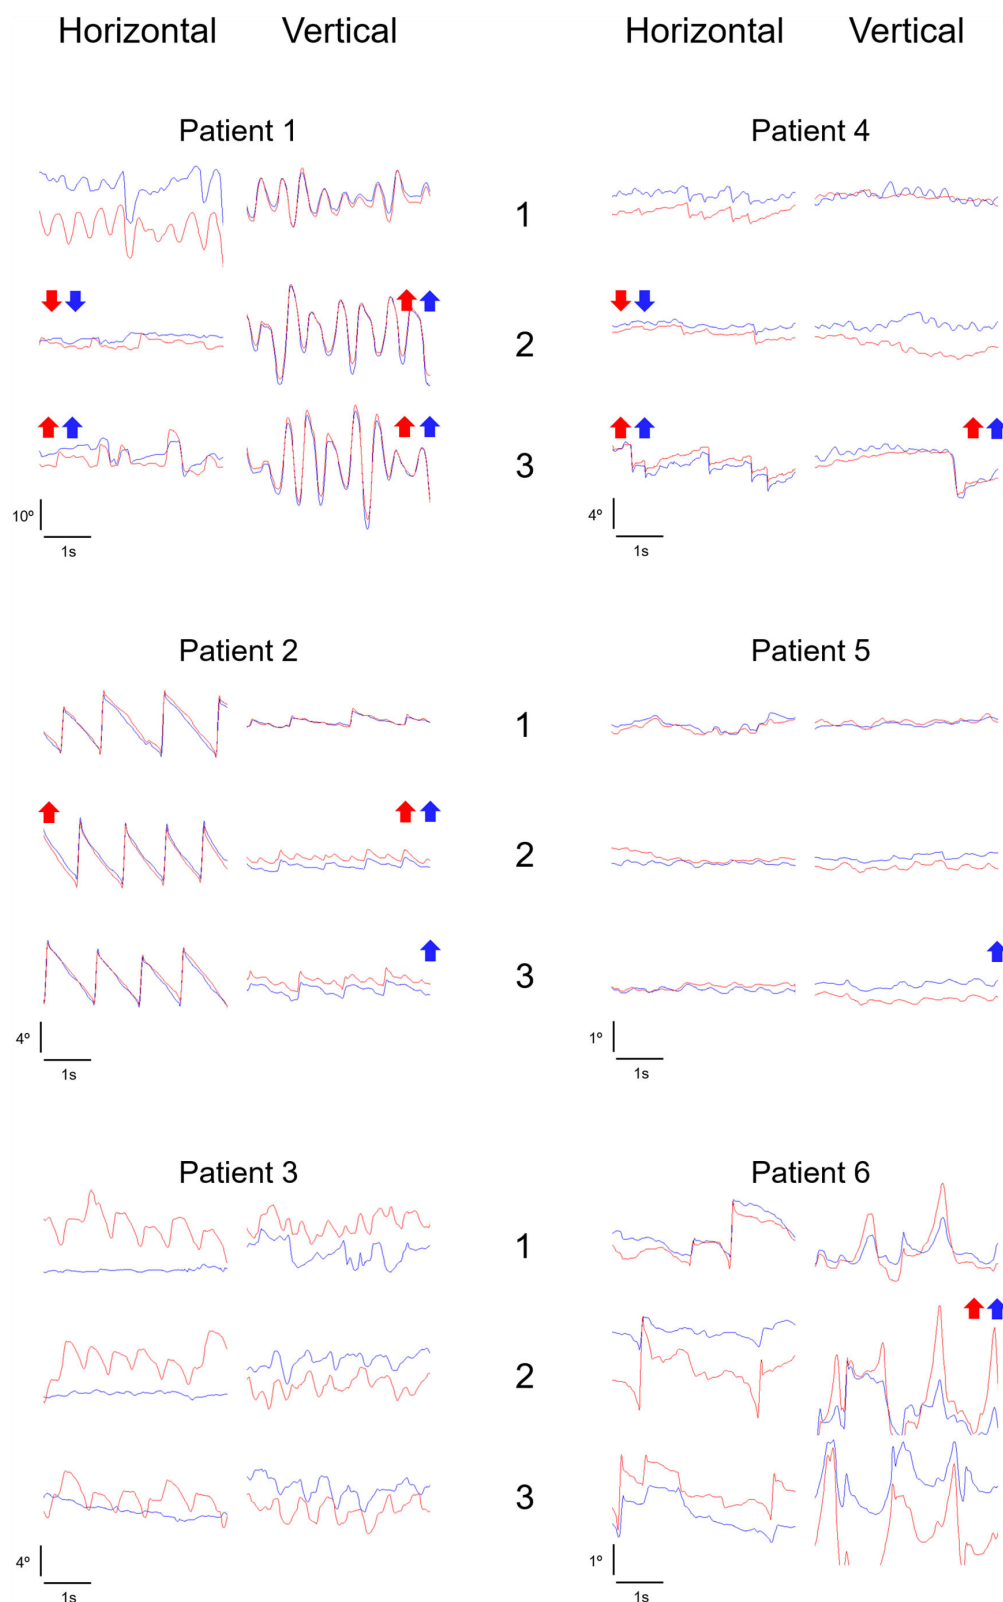 Horizontal Vertical Horizontal Vertical
Patient 1 Patient 4
1
2
3
10º 4º
1s 1s
Patient 2 Patient 5
1
2
3
4º 1º
1s 1s
Patient 3 Patient 6
1
2
3
4º 1º
1s 1s